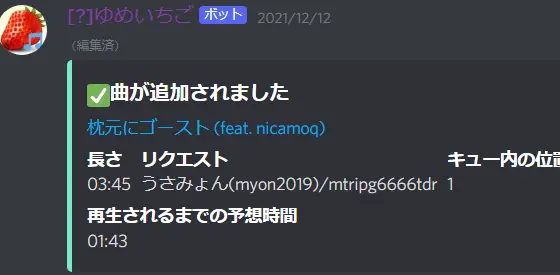 [?]ゆめいちご ボット 2021/12/12
(編集済)
✅曲が追加されました
枕元にゴースト (feat. nicamoq)
長さ リクエスト キュー内の位置
03:45 うさみょん(myon2019)/mtripg6666tdr 1
再生されるまでの予想時間
01:43